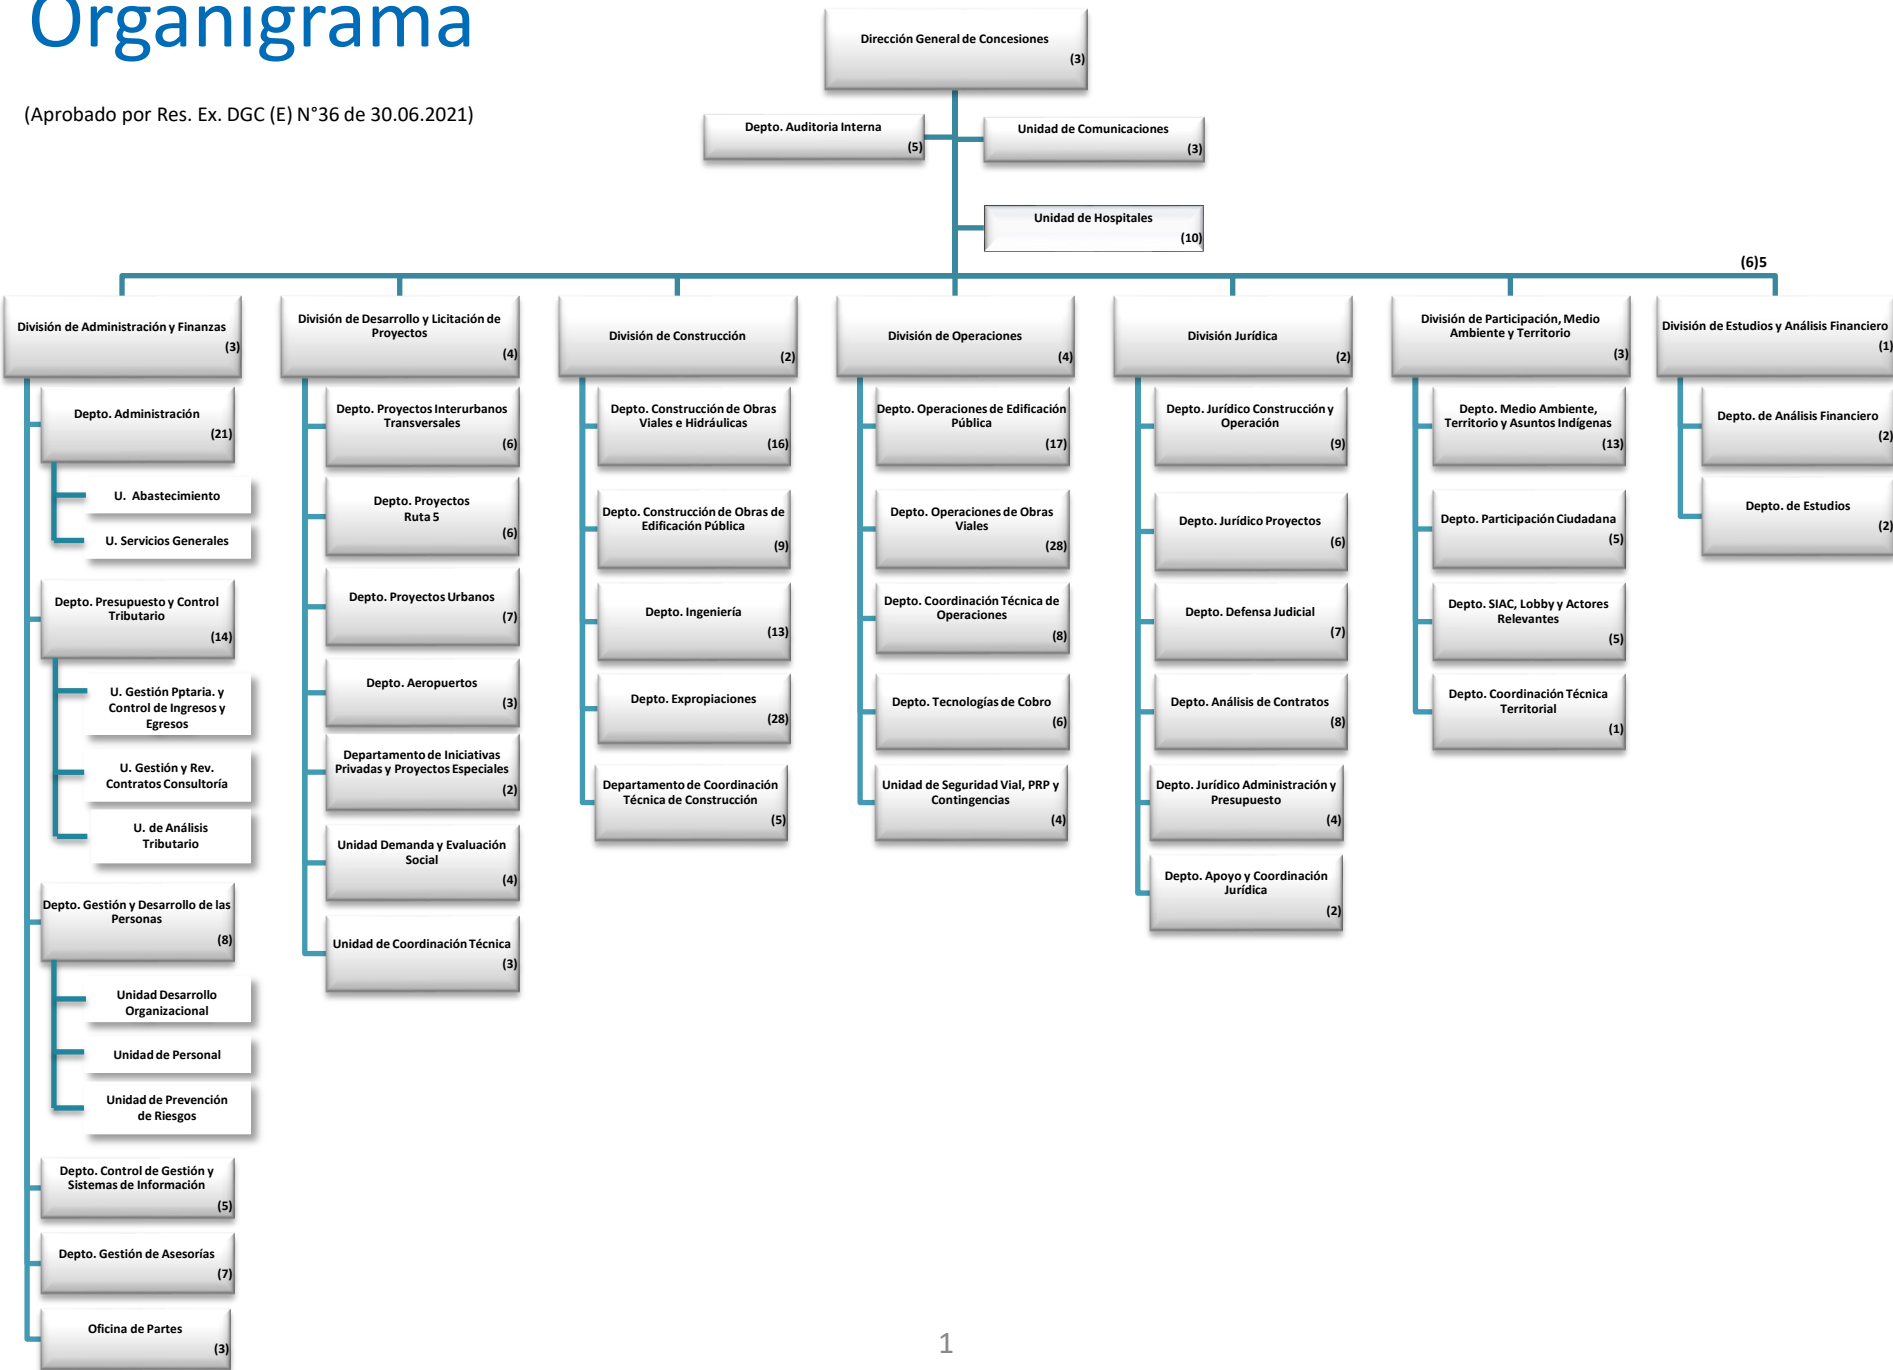 Organigrama
(Aprobado por Res. Ex. DGC (E) N°36 de 30.06.2021)
Dirección General de Concesiones
(3)
Depto. Auditoria Interna
(5)
Unidad de Comunicaciones
(3)
Unidad de Hospitales
(10)
(6)5
División de Administración y Finanzas
(3)
Depto. Administración
(21)
U. Abastecimiento
U. Servicios Generales
Depto. Presupuesto y Control
Tributario
(14)
U. Gestión Pptaria. y
Control de Ingresos y
Egresos
U. Gestión y Rev.
Contratos Consultoría
U. de Análisis
Tributario
Depto. Gestión y Desarrollo de las
Personas
(8)
Unidad Desarrollo
Organizacional
Unidad de Personal
Unidad de Prevención
de Riesgos
Depto. Control de Gestión y
Sistemas de Información
(5)
Depto. Gestión de Asesorías
(7)
Oficina de Partes
(3)
División de Desarrollo y Licitación de
Proyectos
(4)
Depto. Proyectos Interurbanos
Transversales
(6)
Depto. Proyectos
Ruta 5
(6)
Depto. Proyectos Urbanos
(7)
Depto. Aeropuertos
(3)
Departamento de Iniciativas
Privadas y Proyectos Especiales
(2)
Unidad Demanda y Evaluación
Social
(4)
Unidad de Coordinación Técnica
(3)
División de Construcción
(2)
Depto. Construcción de Obras
Viales e Hidráulicas
(16)
Depto. Construcción de Obras de
Edificación Pública
(9)
Depto. Ingeniería
(13)
Depto. Expropiaciones
(28)
Departamento de Coordinación
Técnica de Construcción
(5)
División de Operaciones
(4)
Depto. Operaciones de Edificación
Pública
(17)
Depto. Operaciones de Obras
Viales
(28)
Depto. Coordinación Técnica de
Operaciones
(8)
Depto. Tecnologías de Cobro
(6)
Unidad de Seguridad Vial, PRP y
Contingencias
(4)
División Jurídica
(2)
Depto. Jurídico Construcción y
Operación
(9)
Depto. Jurídico Proyectos
(6)
Depto. Defensa Judicial
(7)
Depto. Análisis de Contratos
(8)
Depto. Jurídico Administración y
Presupuesto
(4)
Depto. Apoyo y Coordinación
Jurídica
(2)
División de Participación, Medio
Ambiente y Territorio
(3)
Depto. Medio Ambiente,
Territorio y Asuntos Indígenas
(13)
Depto. Participación Ciudadana
(5)
Depto. SIAC, Lobby y Actores
Relevantes
(5)
Depto. Coordinación Técnica
Territorial
(1)
División de Estudios y Análisis Financiero
(1)
Depto. de Análisis Financiero
(2)
Depto. de Estudios
(2)
1